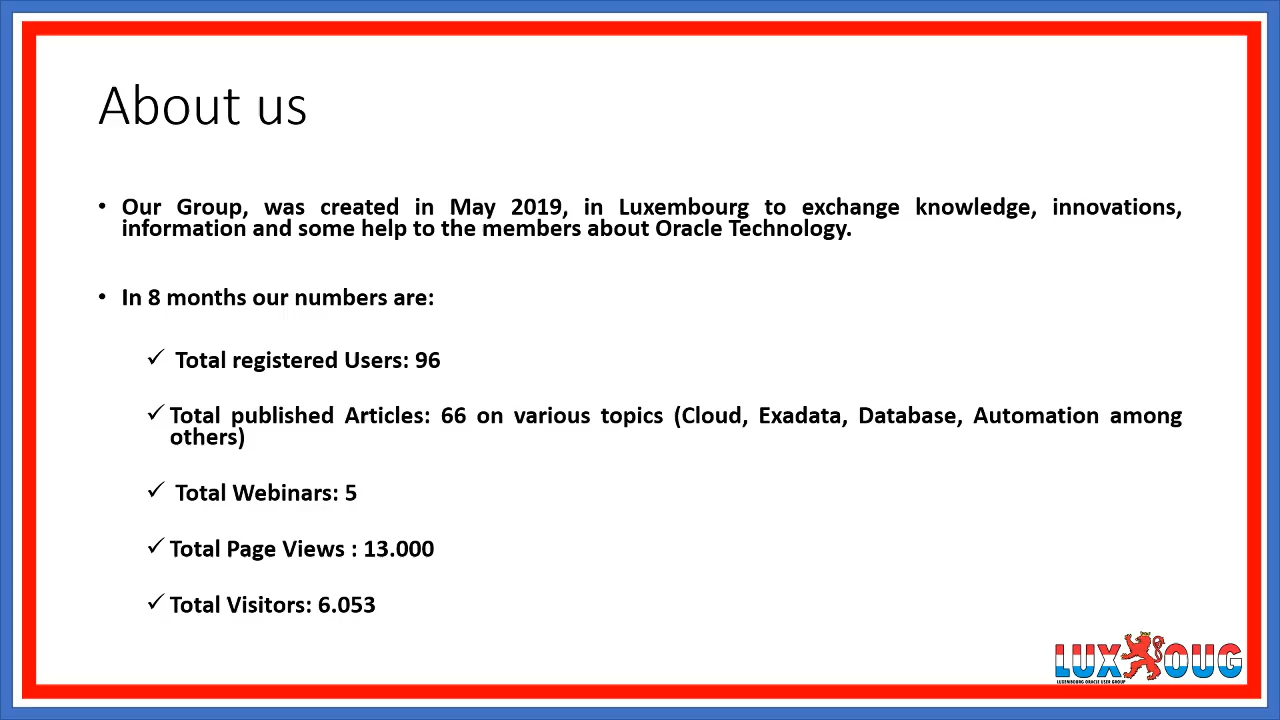 About us
• Our Group, was created in May 2019, in Luxembourg to exchange knowledge, innovations,
information and some help to the members about Oracle Technology.
• In 8 months our numbers are:
✓ Total registered Users: 96
✓ Total published Articles: 66 on various topics (Cloud, Exadata, Database, Automation among
others)
✓ Total Webinars: 5
✓ Total Page Views : 13.000
✓ Total Visitors: 6.053
LUXOUG
LUXEMBOURG ORACLE USER GROUP